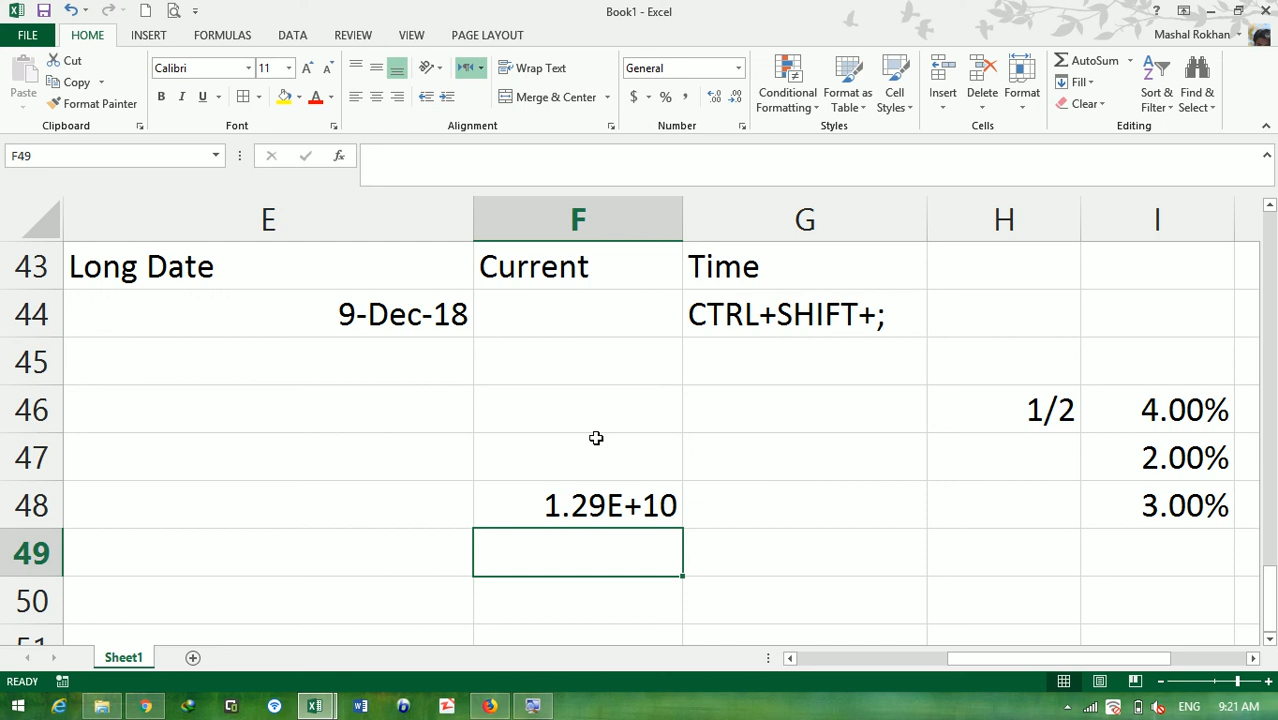 Book1 - Excel
?
FILE
HOME
INSERT
FORMULAS
DATA
REVIEW
VIEW
PAGE LAYOUT
Mashal Rokhan
Paste
Cut
Copy
Format Painter
Clipboard
Calibri
11
B I U
A
Font
Wrap Text
Merge & Center
Alignment
General
$ % ,
Number
Conditional Formatting
Format as Table
Cell Styles
Styles
Insert
Delete
Format
Cells
AutoSum
Fill
Clear
Sort & Filter
Find & Select
Editing
F49
fx
E F G H I
43 Long Date Current Time
44 9-Dec-18 CTRL+SHIFT+;
45
46 1/2 4.00%
47 2.00%
48 1.29E+10 3.00%
49
50
51
Sheet1
READY
ENG
9:21 AM